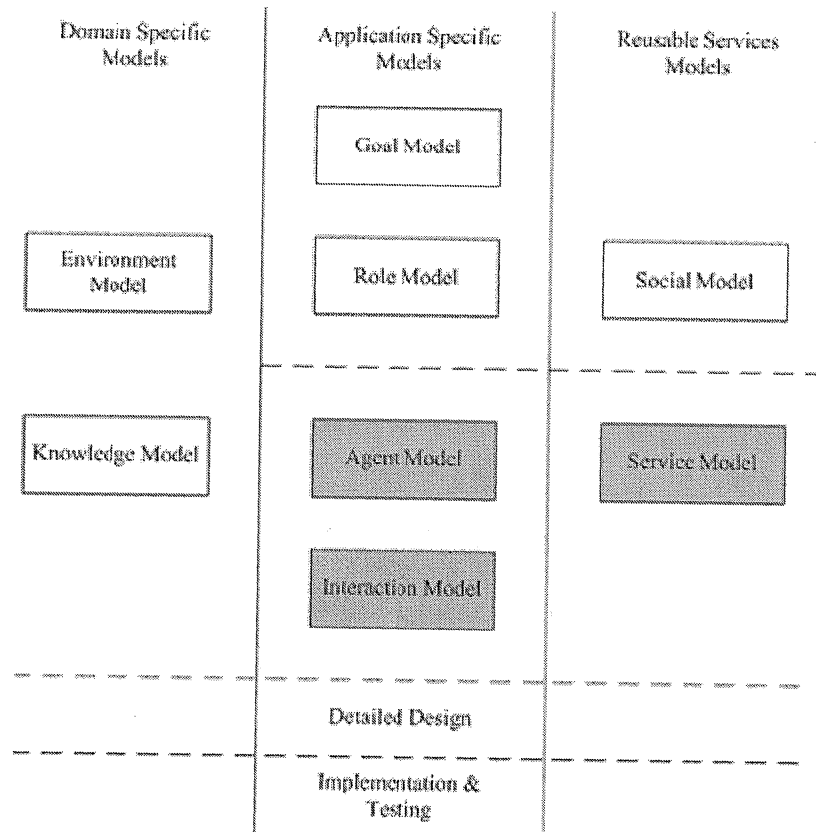 Domain Specific
Models
Application Specific
Models
Reusable Services
Models
Goal Model
Environment
Model
Role Model
Social Model
Knowledge Model
Agent Model
Service Model
Interaction Model
Detailed Design
Implementation &
Testing